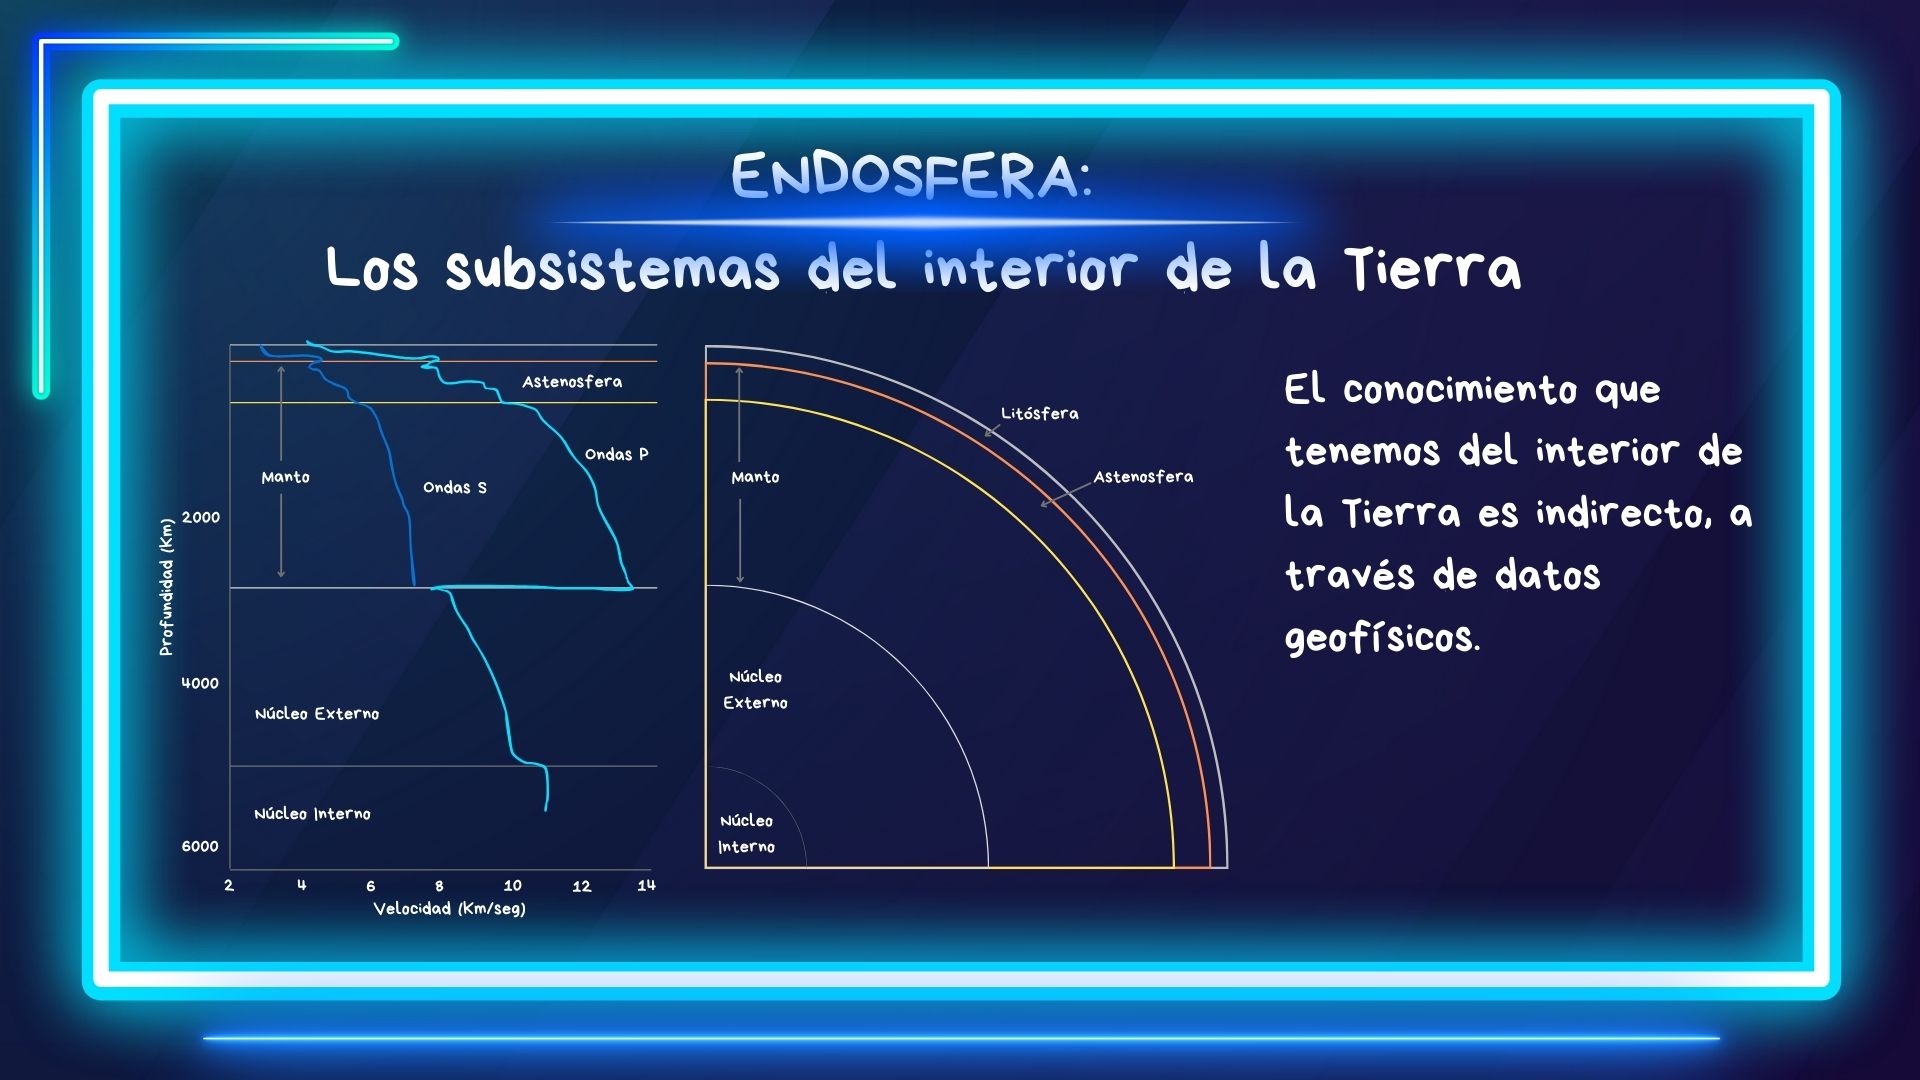 ENDOSFERA:
Los subsistemas del interior de la Tierra
Astenosfera
Ondas P
Manto
Ondas S
2000
Profundidad (Km)
4000
Núcleo Externo
Núcleo Interno
6000
2 4 6 8 10 12 14
Velocidad (Km/seg)
Litósfera
Astenosfera
Manto
Núcleo
Externo
Núcleo
Interno
El conocimiento que
tenemos del interior de
la Tierra es indirecto, a
través de datos
geofísicos.